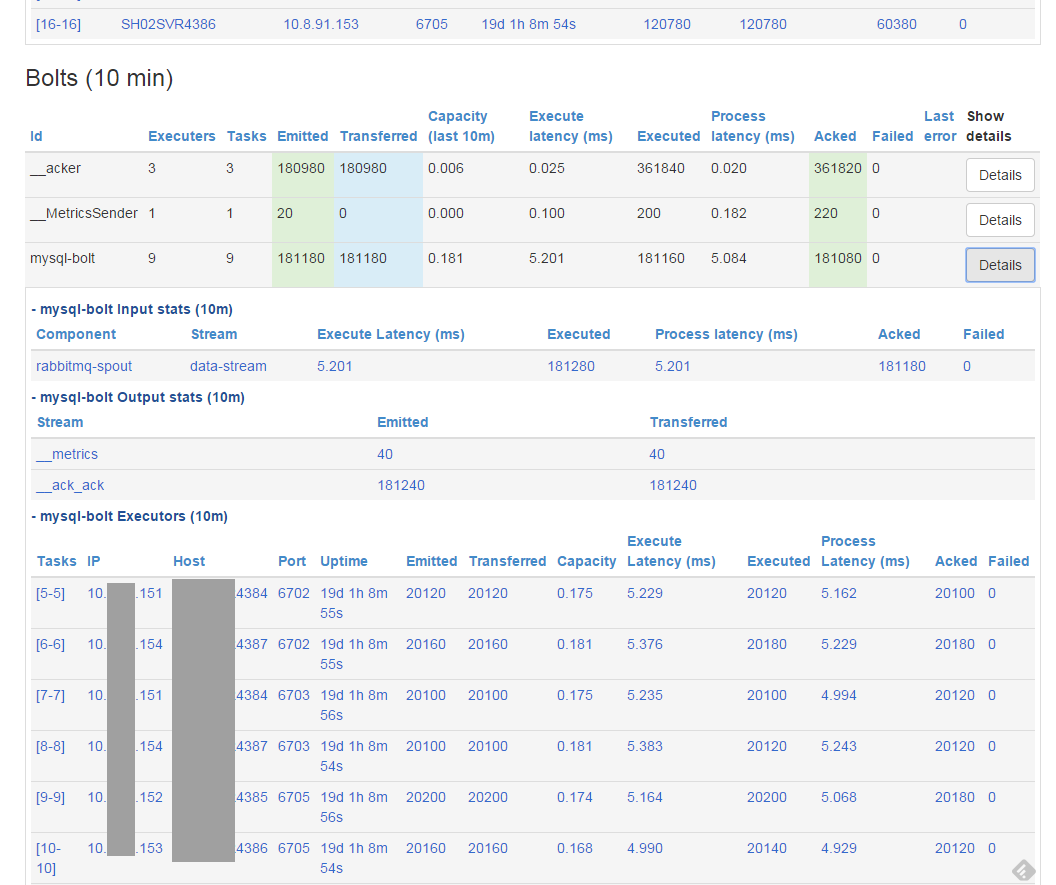 [16-16] SH02SVR4386 10.8.91.153 6705 19d 1h 8m 54s 120780 120780 60380 0
Bolts (10 min)
Id Executers Tasks Emitted Transferred Capacity (last 10m) Execute latency (ms) Executed Process latency (ms) Acked Failed Last error Show details
__acker 3 3 180980 180980 0.006 0.025 361840 0.020 361820 0 Details
__MetricsSender 1 1 20 0 0.000 0.100 200 0.182 220 0 Details
mysql-bolt 9 9 181180 181180 0.181 5.201 181160 5.084 181080 0 Details
- mysql-bolt Input stats (10m)
Component Stream Execute Latency (ms) Executed Process latency (ms) Acked Failed
rabbitmq-spout data-stream 5.201 181280 5.201 181180 0
- mysql-bolt Output stats (10m)
Stream Emitted Transferred
__metrics 40 40
__ack_ack 181240 181240
- mysql-bolt Executors (10m)
Tasks IP Host Port Uptime Emitted Transferred Capacity Execute Latency (ms) Executed Process Latency (ms) Acked Failed
[5-5] 10. .151 .4384 6702 19d 1h 8m 55s 20120 20120 0.175 5.229 20120 5.162 20100 0
[6-6] 10. .154 .4387 6702 19d 1h 8m 55s 20160 20160 0.181 5.376 20180 5.229 20180 0
[7-7] 10. .151 .4384 6703 19d 1h 8m 56s 20100 20100 0.175 5.235 20100 4.994 20120 0
[8-8] 10. .154 .4387 6703 19d 1h 8m 54s 20100 20100 0.181 5.383 20120 5.243 20120 0
[9-9] 10. .152 .4385 6705 19d 1h 8m 56s 20200 20200 0.174 5.164 20200 5.068 20180 0
[10-10] 10. .153 .4386 6705 19d 1h 8m 54s 20160 20160 0.168 4.990 20140 4.929 20120 0